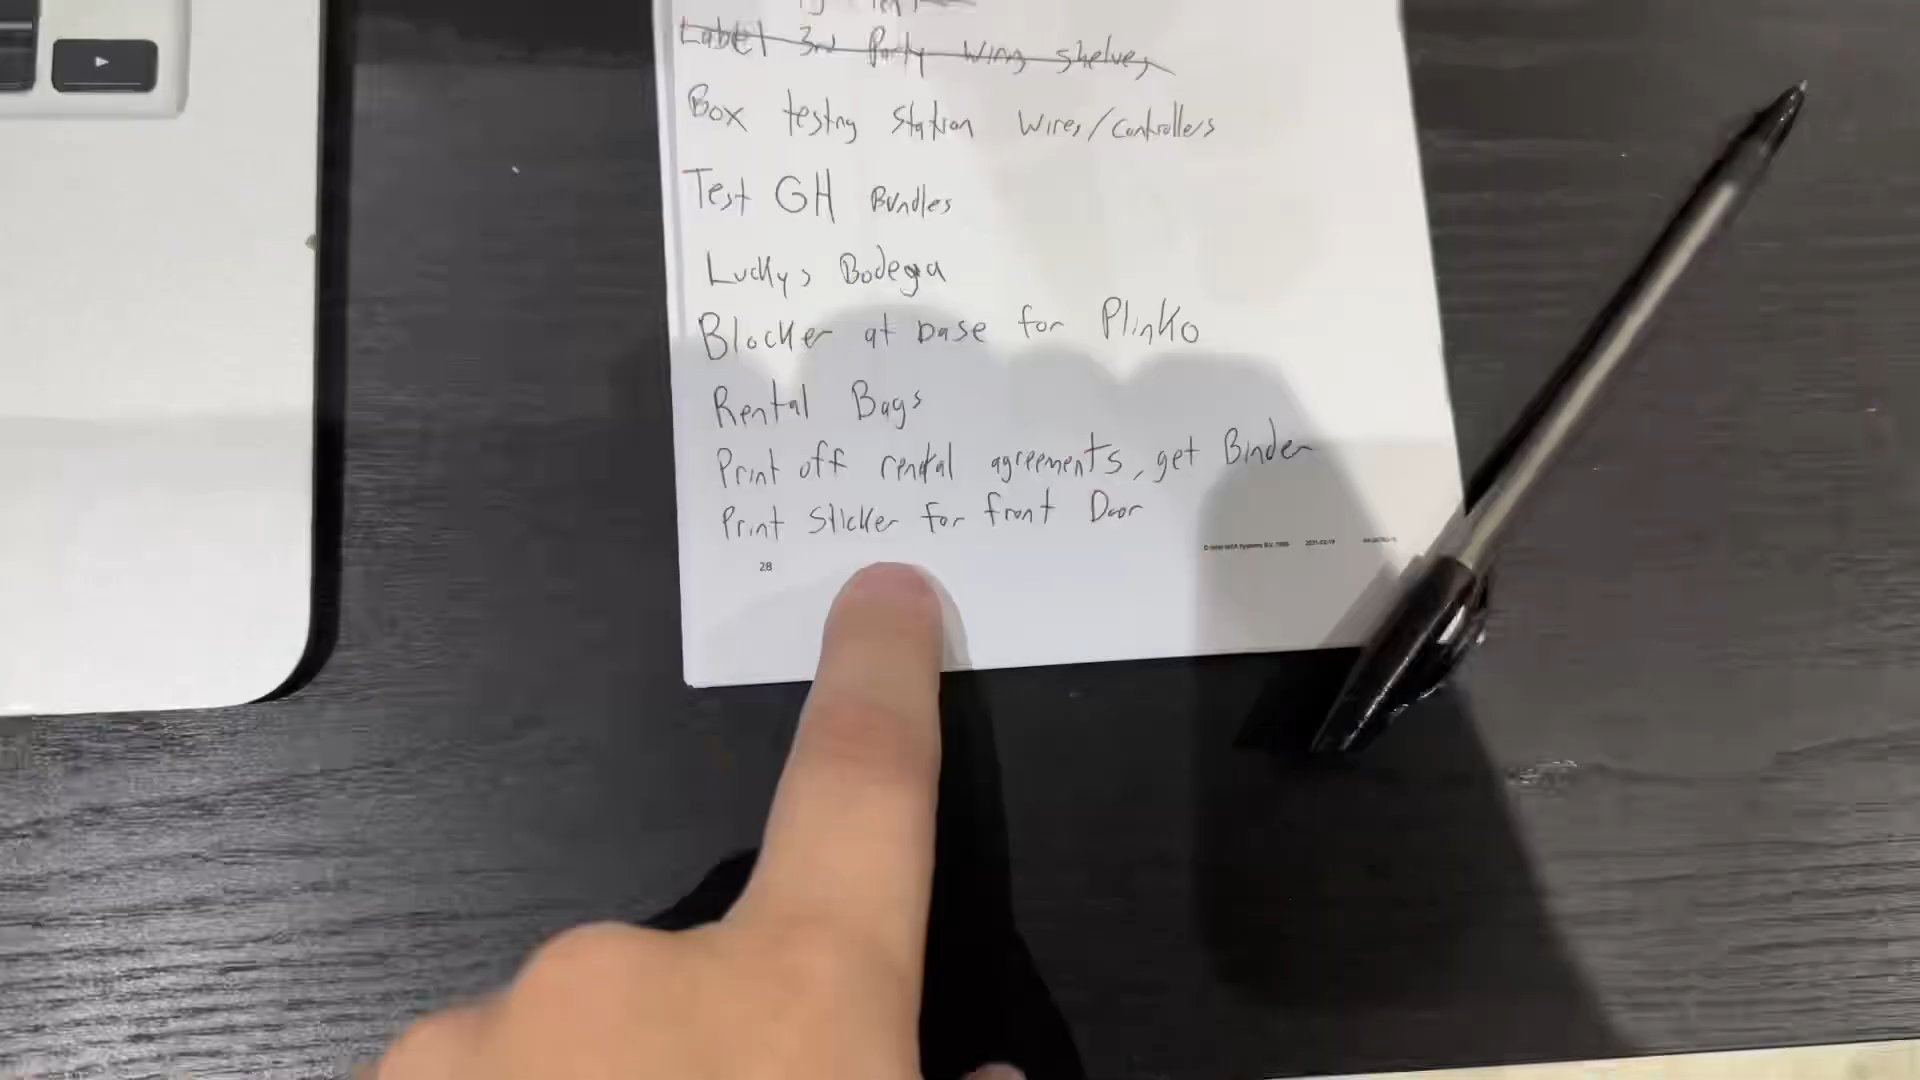 Label 3rd Party Wing Shelves
Box testing Station Wires/Controllers
Test GH Bundles
Luckys Bodega
Blocker at base for Plinko
Rental Bags
Print off rental agreements, get Binder
Print Sticker for front Door
28